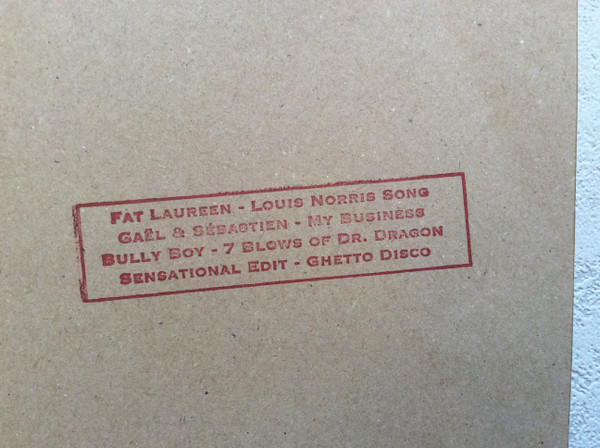 Fat Laureen - Louis Norris Song
Gaël & Sébastien - My Business
Bully Boy - 7 Blows of Dr. Dragon
Sensational Edit - Ghetto Disco